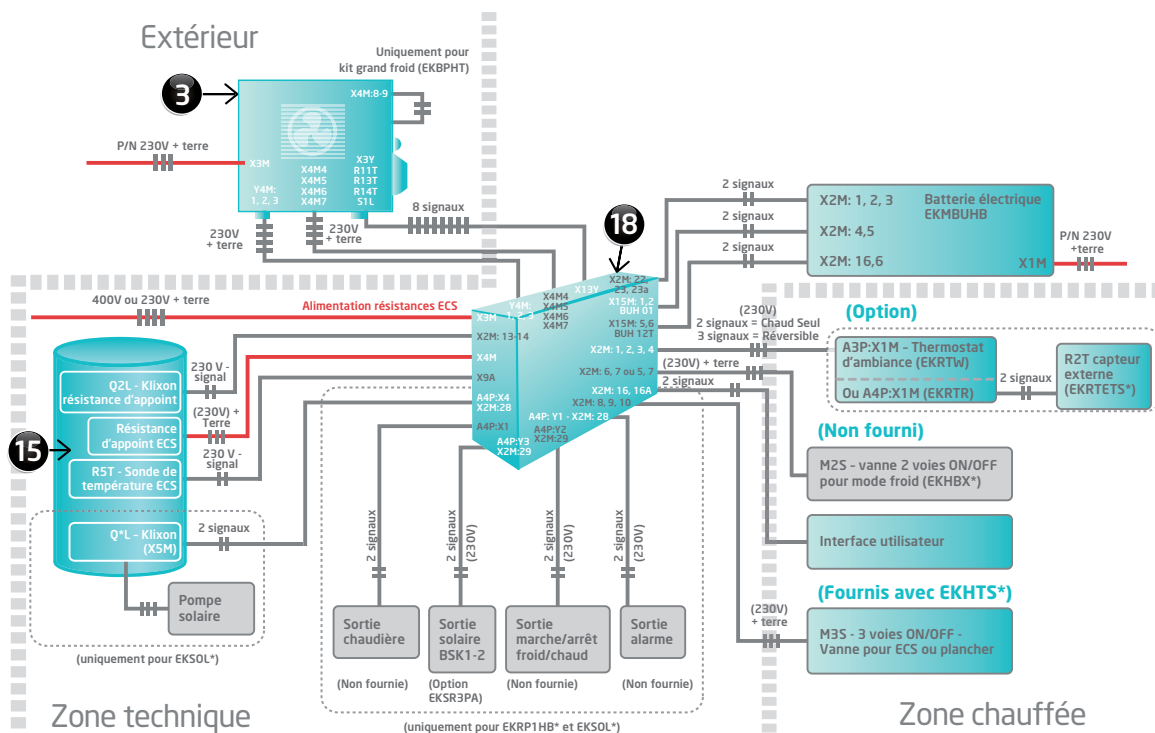 Extérieur
Uniquement pour
kit grand froid (EKBPHT)
3
X4M:8-9
P/N 230V + terre
X3M
Y4M:
1, 2, 3
X4M4
X4M5
X4M6
X4M7
X3Y
R11T
R13T
R14T
S1L
230V
+ terre
230V
+ terre
8 signaux
18
2 signaux
2 signaux
2 signaux
X2M: 1, 2, 3
Batterie électrique
EKMBUHB
X2M: 4,5
X2M: 16,6
X1M
P/N 230V
+terre
400V ou 230V + terre
Alimentation résistances ECS
X3M
Y4M:
1, 2, 3
X4M4
X4M5
X4M6
X4M7
X13Y
X2M: 22,
23, 23a
X15M: 1,2
BUH 01
X15M: 5,6
BUH 12T
X2M: 1, 2, 3, 4
X2M: 6, 7 ou 5, 7
X2M: 16, 16A
X2M: 8, 9, 10
A4P: Y1 - X2M: 28
A4P:Y2
X2M:29
A4P:Y3
X2M:29
X2M: 13-14
X4M
X9A
A4P:X4
X2M:28
A4P:X1
15
Q2L - Klixon
résistance d'appoint
230 V -
signal
Résistance
d'appoint ECS
(230V) +
Terre
R5T - Sonde de
température ECS
230 V -
signal
Q*L - Klixon
(X5M)
2 signaux
Pompe
solaire
(uniquement pour EKSOL*)
Zone technique
2 signaux
2 signaux
(230V)
2 signaux
(230V)
2 signaux
(230V)
Sortie
chaudière
(Non fournie)
Sortie
solaire
BSK1-2
(Option
EKSR3PA)
Sortie
marche/arrêt
froid/chaud
(Non fournie)
Sortie
alarme
(Non fournie)
(uniquement pour EKRP1HB* et EKSOL*)
(230V)
2 signaux = Chaud Seul
3 signaux = Réversible
(230V) + terre
2 signaux
(Option)
A3P:X1M - Thermostat
d'ambiance (EKRTW)
Ou A4P:X1M (EKRTR)
2 signaux
R2T capteur
externe
(EKRTETS*)
(Non fourni)
M2S - vanne 2 voies ON/OFF
pour mode froid (EKHBX*)
Interface utilisateur
(Fournis avec EKHTS*)
(230V)
+ terre
M3S - 3 voies ON/OFF -
Vanne pour ECS ou plancher
Zone chauffée